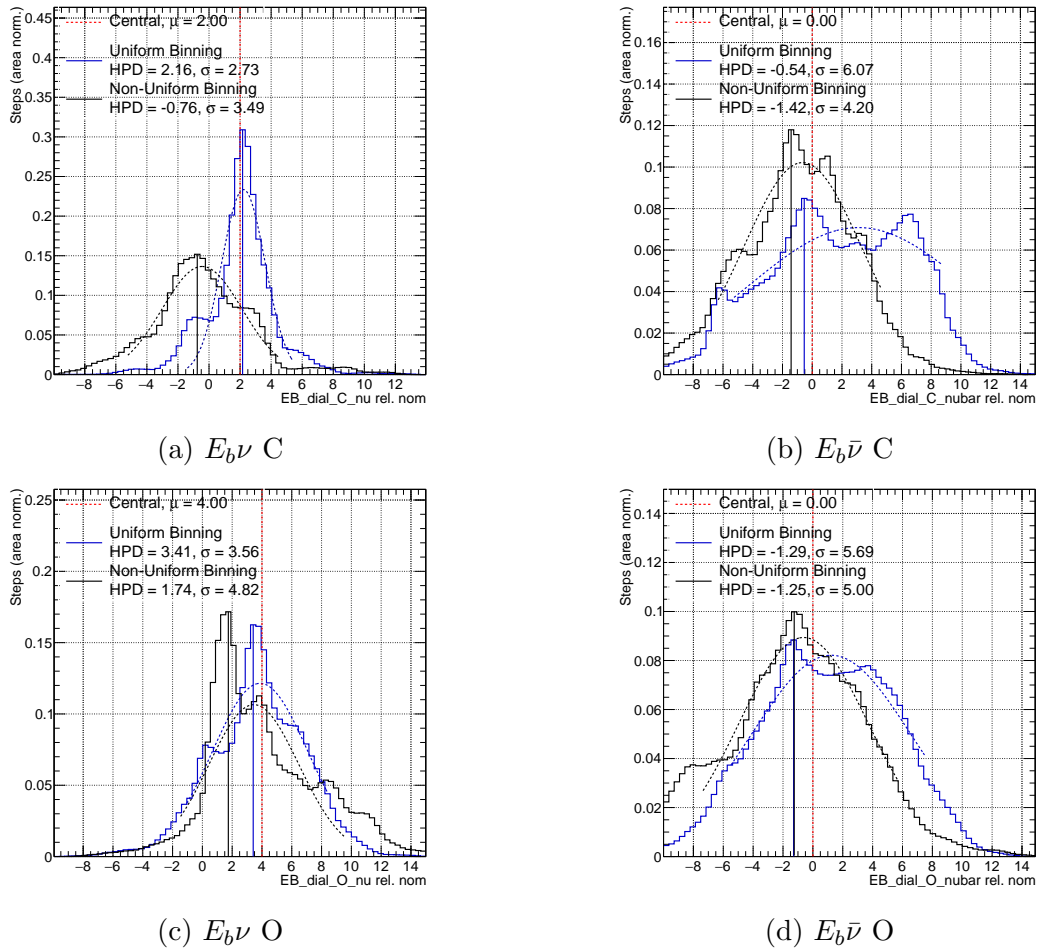 Steps (area norm.)
0.45
0.4
0.35
0.3
0.25
0.2
0.15
0.1
0.05
0
Central, μ = 2.00
Uniform Binning
HPD = 2.16, σ = 2.73
Non-Uniform Binning
HPD = -0.76, σ = 3.49
−8 −6 −4 −2 0 2 4 6 8 10 12
EB_dial_C_nu rel. nom
(a) E_bν C
Steps (area norm.)
0.16
0.14
0.12
0.1
0.08
0.06
0.04
0.02
0
Central, μ = 0.00
Uniform Binning
HPD = -0.54, σ = 6.07
Non-Uniform Binning
HPD = -1.42, σ = 4.20
−8 −6 −4 −2 0 2 4 6 8 10 12 14
EB_dial_C_nubar rel. nom
(b) E_bν̄ C
Steps (area norm.)
0.25
0.2
0.15
0.1
0.05
0
Central, μ = 4.00
Uniform Binning
HPD = 3.41, σ = 3.56
Non-Uniform Binning
HPD = 1.74, σ = 4.82
−8 −6 −4 −2 0 2 4 6 8 10 12 14
EB_dial_O_nu rel. nom
(c) E_bν O
Steps (area norm.)
0.14
0.12
0.1
0.08
0.06
0.04
0.02
0
Central, μ = 0.00
Uniform Binning
HPD = -1.29, σ = 5.69
Non-Uniform Binning
HPD = -1.25, σ = 5.00
−8 −6 −4 −2 0 2 4 6 8 10 12 14
EB_dial_O_nubar rel. nom
(d) E_bν̄ O